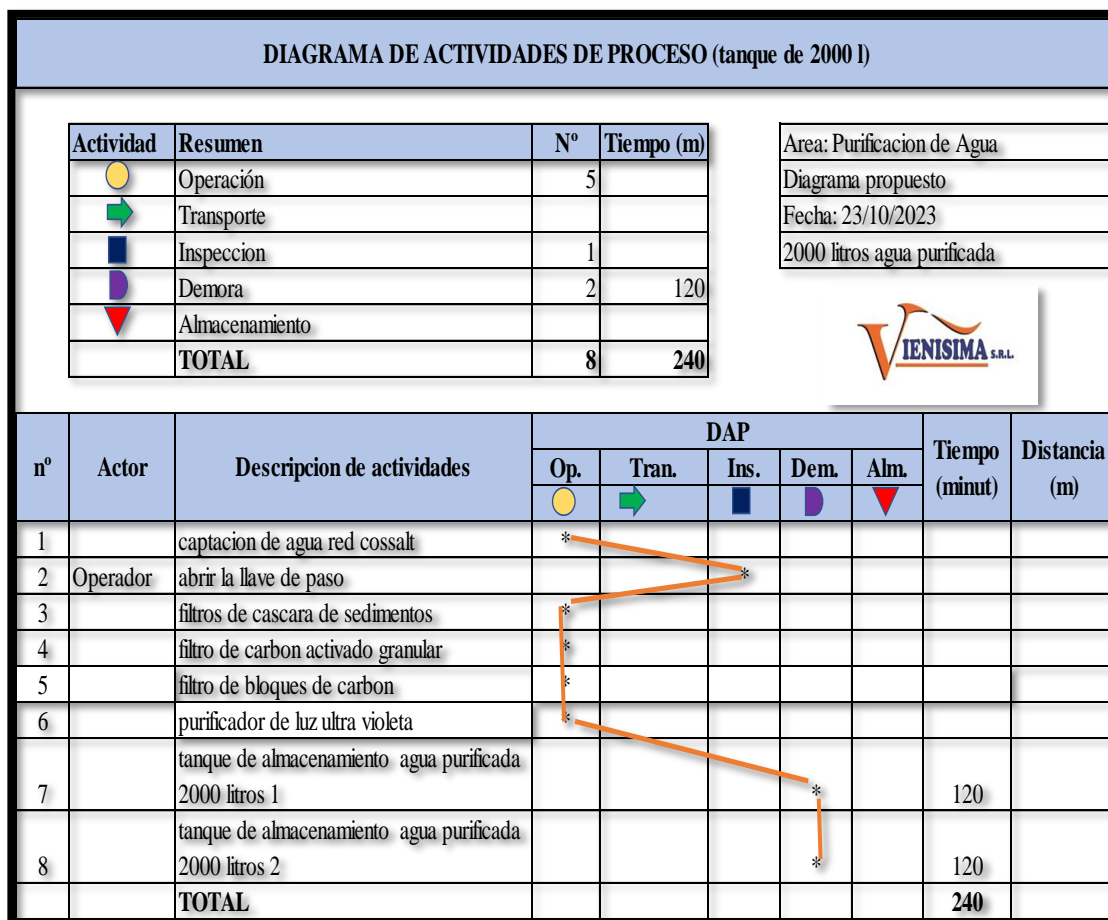 DIAGRAMA DE ACTIVIDADES DE PROCESO (tanque de 2000 l)
Actividad Resumen Nº Tiempo (m)
Operación 5
Transporte
Inspeccion 1
Demora 2 120
Almacenamiento
TOTAL 8 240
Area: Purificacion de Agua
Diagrama propuesto
Fecha: 23/10/2023
2000 litros agua purificada
VIENISIMA S.R.L.
nº Actor Descripcion de actividades DAP Tiempo (minut) Distancia (m)
Op. Tran. Ins. Dem. Alm.
1 captacion de agua red cossalt *
2 Operador abrir la llave de paso *
3 filtros de cascara de sedimentos *
4 filtro de carbon activado granular *
5 filtro de bloques de carbon *
6 purificador de luz ultra violeta *
tanque de almacenamiento agua purificada
7 2000 litros 1 * 120
tanque de almacenamiento agua purificada
8 2000 litros 2 * 120
TOTAL 240